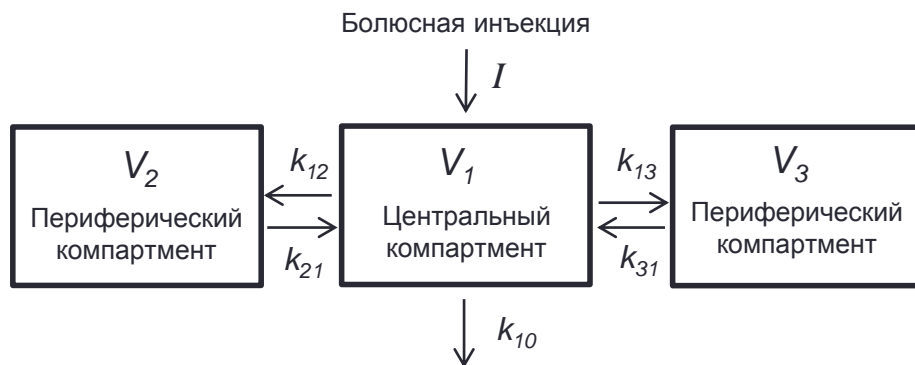 Болюсная инъекция
I
V2
Периферический
компартмент
k12
k21
V1
Центральный
компартмент
k13
k31
V3
Периферический
компартмент
k10